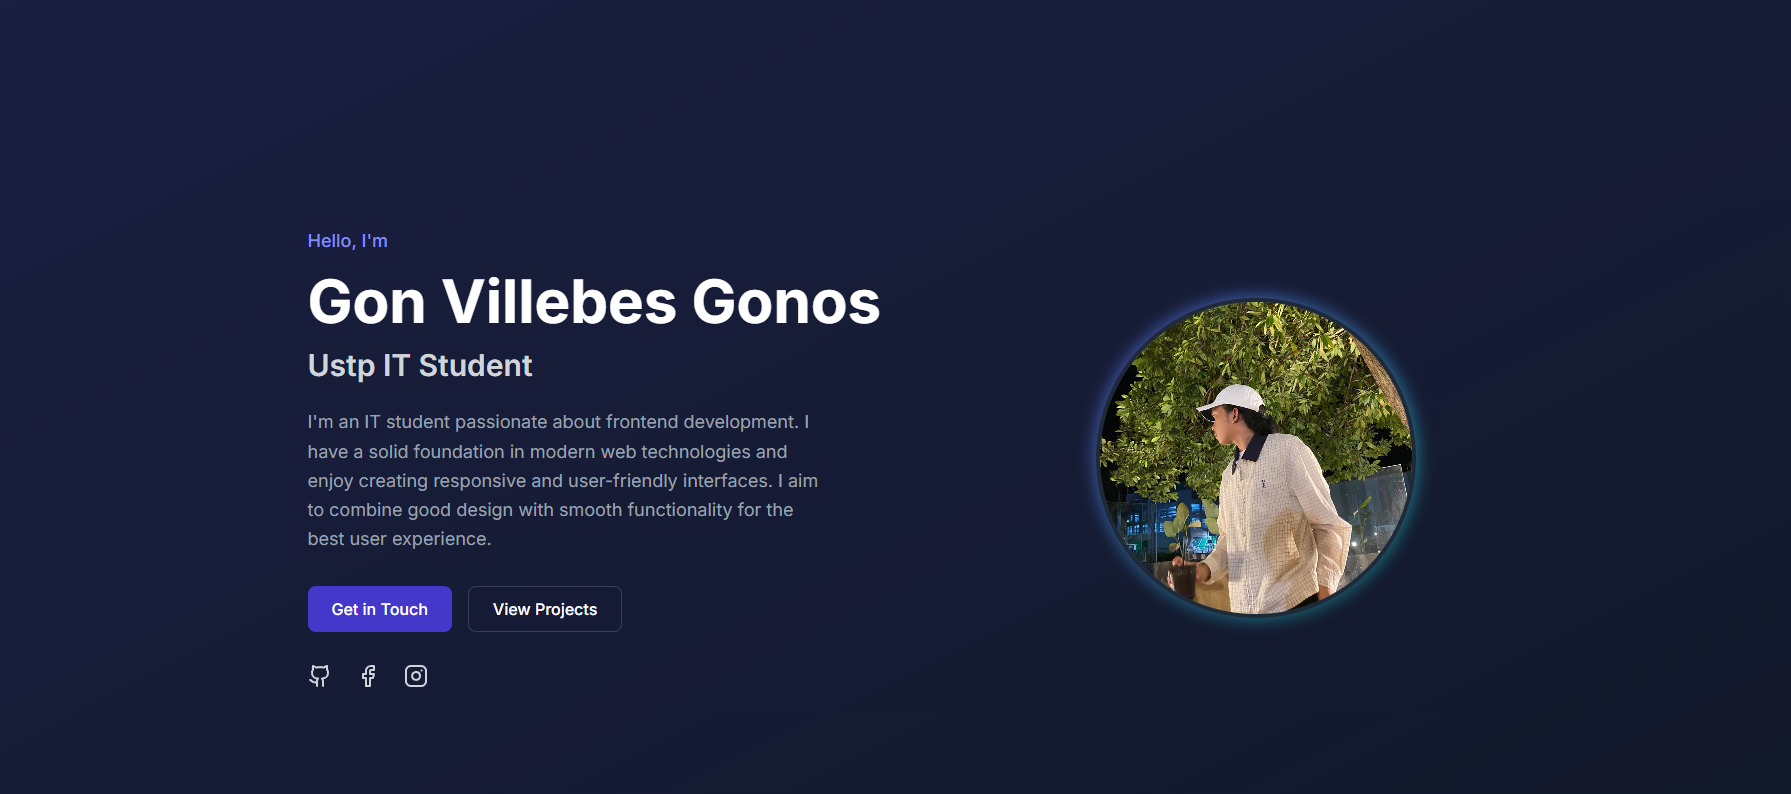 Hello, I'm
Gon Villebes Gonos
Ustp IT Student
I'm an IT student passionate about frontend development. I
have a solid foundation in modern web technologies and
enjoy creating responsive and user-friendly interfaces. I aim
to combine good design with smooth functionality for the
best user experience.
Get in Touch
View Projects